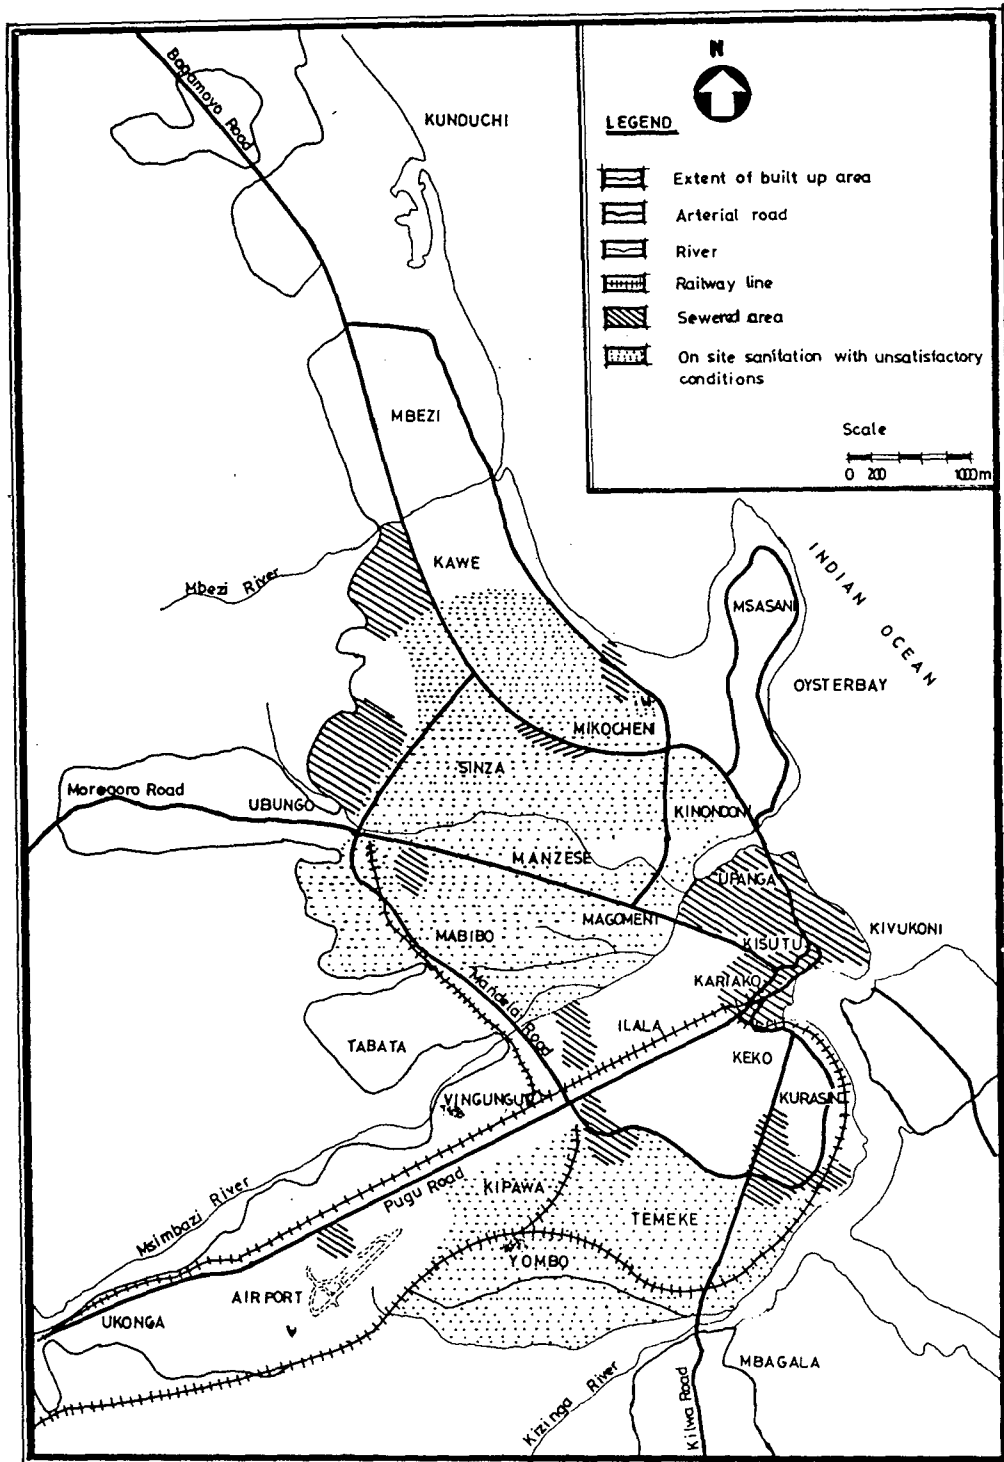 N
LEGEND
Extent of built up area
Arterial road
River
Railway line
Sewered area
On site sanitation with unsatisfactory
conditions
Scale
0 200 1000m
Bagamoyo Road
KUNDUCHI
MBEZI
KAWE
Mbezi River
INDIAN OCEAN
MSASANI
OYSTERBAY
MIKOCHENI
SINZA
Morogoro Road
UBUNGO
KINONDONI
MANZESE
UPANGA
MAGOMENI
KIVUKONI
MABIBO
KISUTU
KARIAKO
Mandela Road
ILALA
TABATA
KEKO
VINGUNGUTI
KURASINI
Msimbazi River
Pugu Road
KIPAWA
TEMEKE
YOMBO
AIRPORT
UKONGA
MBAGALA
Kizinga River
Kilwa Road